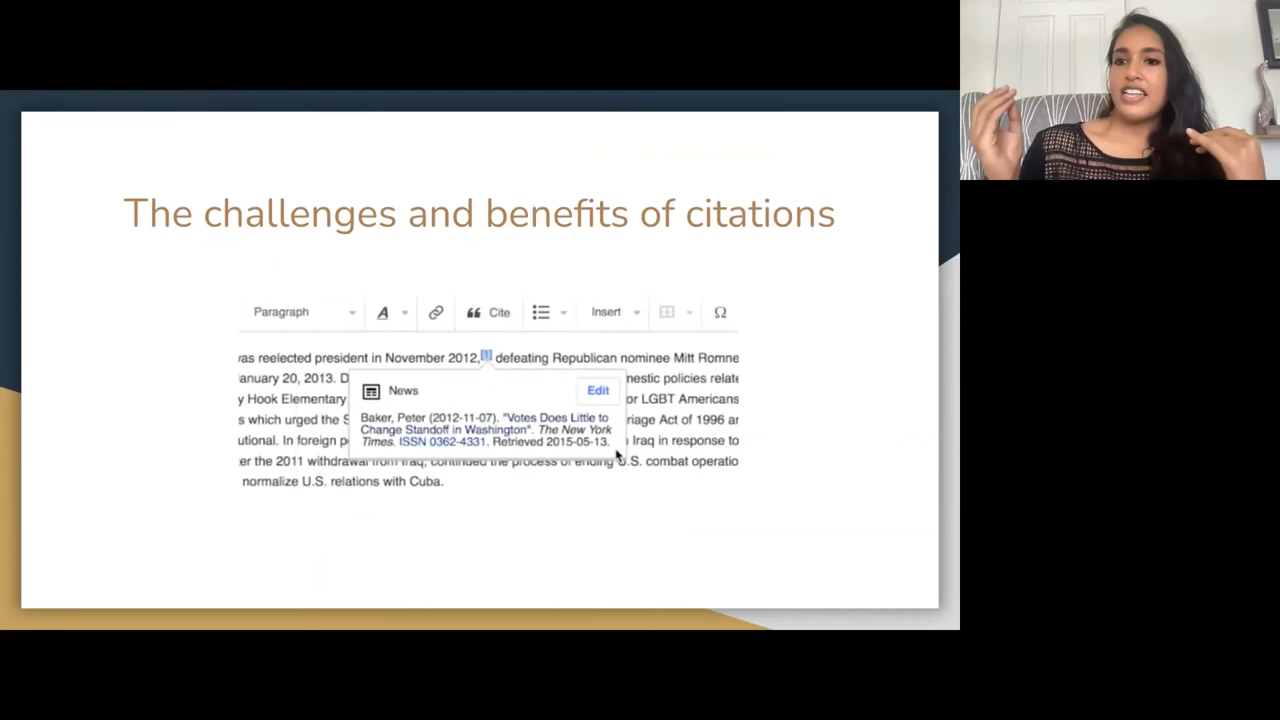 The challenges and benefits of citations
Paragraph A Cite Insert Ω
was reelected president in November 2012,[1] defeating Republican nominee Mitt Romne
anuary 20, 2013. D nestic policies relate
News Edit
y Hook Elementary or LGBT Americans
Baker, Peter (2012-11-07). "Votes Does Little to
s which urged the S riage Act of 1996 ar
Change Standoff in Washington". The New York
utional. In foreign p Iraq in response to
Times. ISSN 0362-4331. Retrieved 2015-05-13.
er the 2011 withdrawal from Iraq, continued the process of ending U.S. combat operatio
normalize U.S. relations with Cuba.